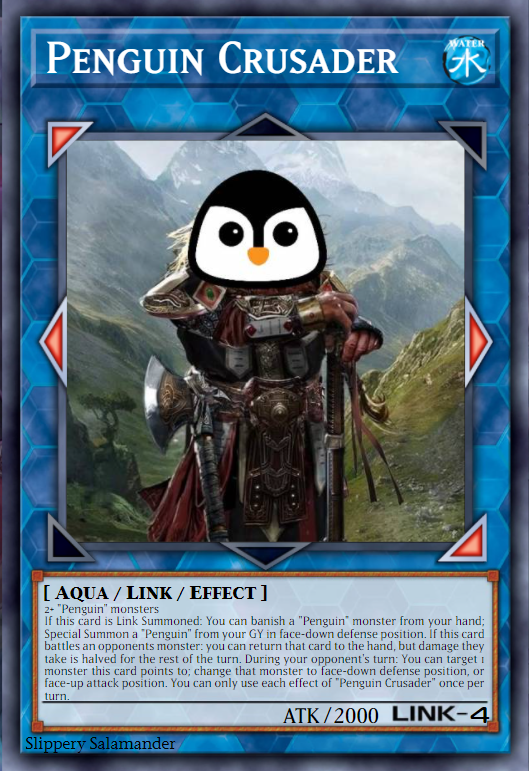 Penguin Crusader
WATER
水
[ Aqua / Link / Effect ]
2+ "Penguin" monsters
If this card is Link Summoned: You can banish a "Penguin" monster from your hand;
Special Summon a "Penguin" from your GY in face-down defense position. If this card
battles an opponents monster: you can return that card to the hand, but damage they
take is halved for the rest of the turn. During your opponent's turn: You can target 1
monster this card points to; change that monster to face-down defense position, or
face-up attack position. You can only use each effect of "Penguin Crusader" once per
turn.
ATK/2000 LINK-4
Slippery Salamander